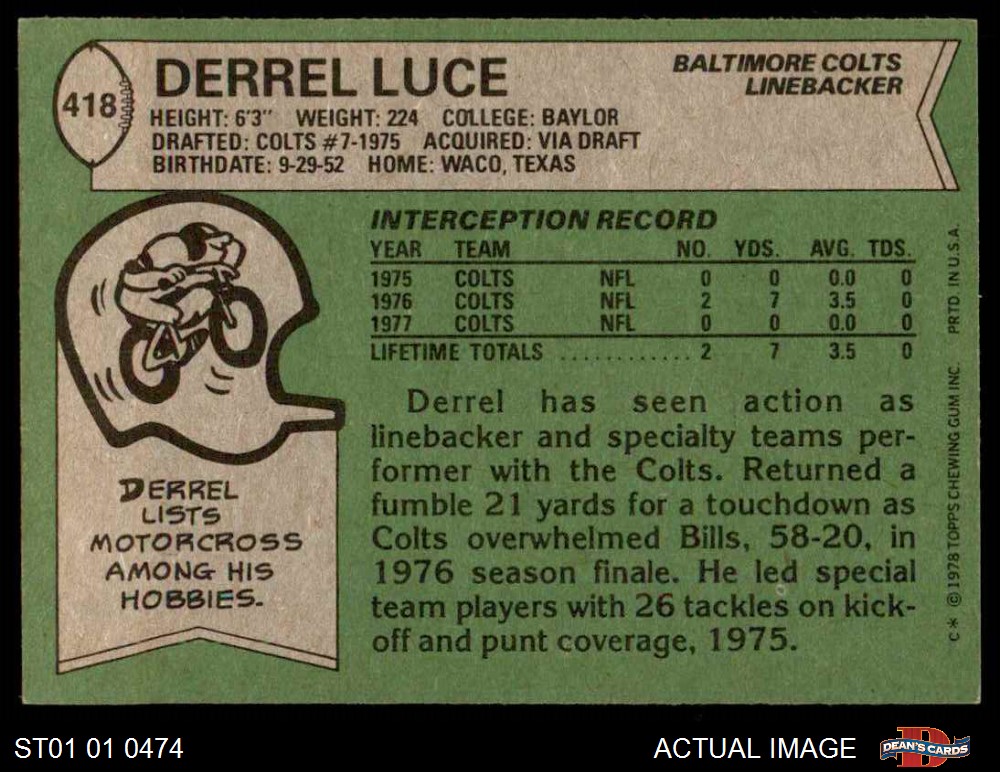 418
DERREL LUCE
BALTIMORE COLTS
LINEBACKER
HEIGHT: 6'3" WEIGHT: 224 COLLEGE: BAYLOR
DRAFTED: COLTS #7-1975 ACQUIRED: VIA DRAFT
BIRTHDATE: 9-29-52 HOME: WACO, TEXAS
INTERCEPTION RECORD
YEAR TEAM NO. YDS. AVG. TDS.
1975 COLTS NFL 0 0 0.0 0
1976 COLTS NFL 2 7 3.5 0
1977 COLTS NFL 0 0 0.0 0
LIFETIME TOTALS ............ 2 7 3.5 0
Derrel has seen action as
linebacker and specialty teams per-
former with the Colts. Returned a
fumble 21 yards for a touchdown as
Colts overwhelmed Bills, 58-20, in
1976 season finale. He led special
team players with 26 tackles on kick-
off and punt coverage, 1975.
DERREL
LISTS
MOTORCROSS
AMONG HIS
HOBBIES.
C* ©1978 TOPPS CHEWING GUM INC. PRTD. IN U.S.A.
ST01 01 0474
ACTUAL IMAGE
D
DEAN'S CARDS